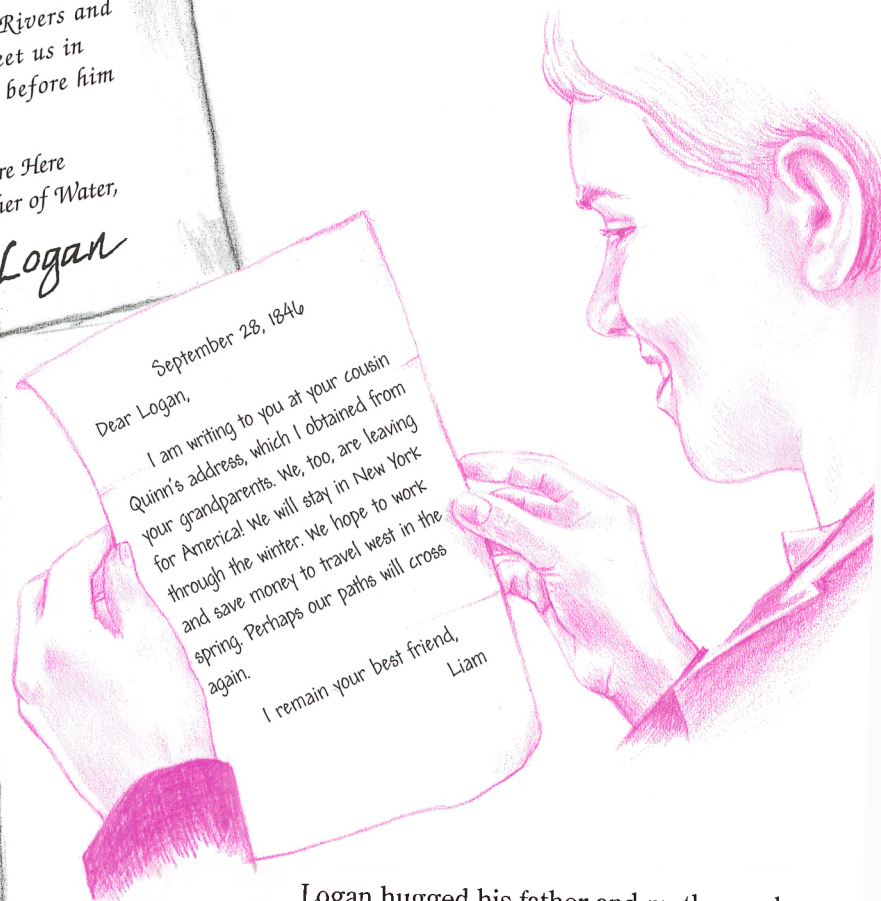 Rivers and
us in
before him
Here
of Water,
Logan
September 28, 1846
Dear Logan,
I am writing to you at your cousin
Quinn's address, which I obtained from
your grandparents. We, too, are leaving
for America! We will stay in New York
through the winter. We hope to work
and save money to travel west in the
spring. Perhaps our paths will cross
again.
I remain your best friend,
Liam
Logan hugged his father and